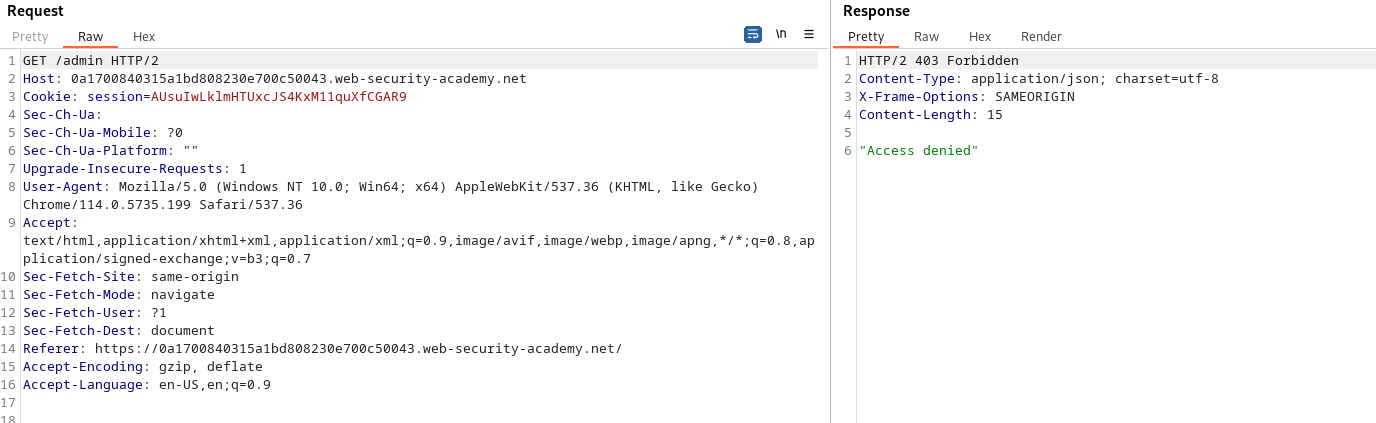 Request
Pretty Raw Hex \n
1 GET /admin HTTP/2
2 Host: 0a1700840315a1bd808230e700c50043.web-security-academy.net
3 Cookie: session=AUsuIwLklmHTUxcJS4KxM11quXfCGAR9
4 Sec-Ch-Ua:
5 Sec-Ch-Ua-Mobile: ?0
6 Sec-Ch-Ua-Platform: ""
7 Upgrade-Insecure-Requests: 1
8 User-Agent: Mozilla/5.0 (Windows NT 10.0; Win64; x64) AppleWebKit/537.36 (KHTML, like Gecko)
Chrome/114.0.5735.199 Safari/537.36
9 Accept:
text/html,application/xhtml+xml,application/xml;q=0.9,image/avif,image/webp,image/apng,*/*;q=0.8,ap
plication/signed-exchange;v=b3;q=0.7
10 Sec-Fetch-Site: same-origin
11 Sec-Fetch-Mode: navigate
12 Sec-Fetch-User: ?1
13 Sec-Fetch-Dest: document
14 Referer: https://0a1700840315a1bd808230e700c50043.web-security-academy.net/
15 Accept-Encoding: gzip, deflate
16 Accept-Language: en-US,en;q=0.9
17
18
Response
Pretty Raw Hex Render
1 HTTP/2 403 Forbidden
2 Content-Type: application/json; charset=utf-8
3 X-Frame-Options: SAMEORIGIN
4 Content-Length: 15
5
6 "Access denied"